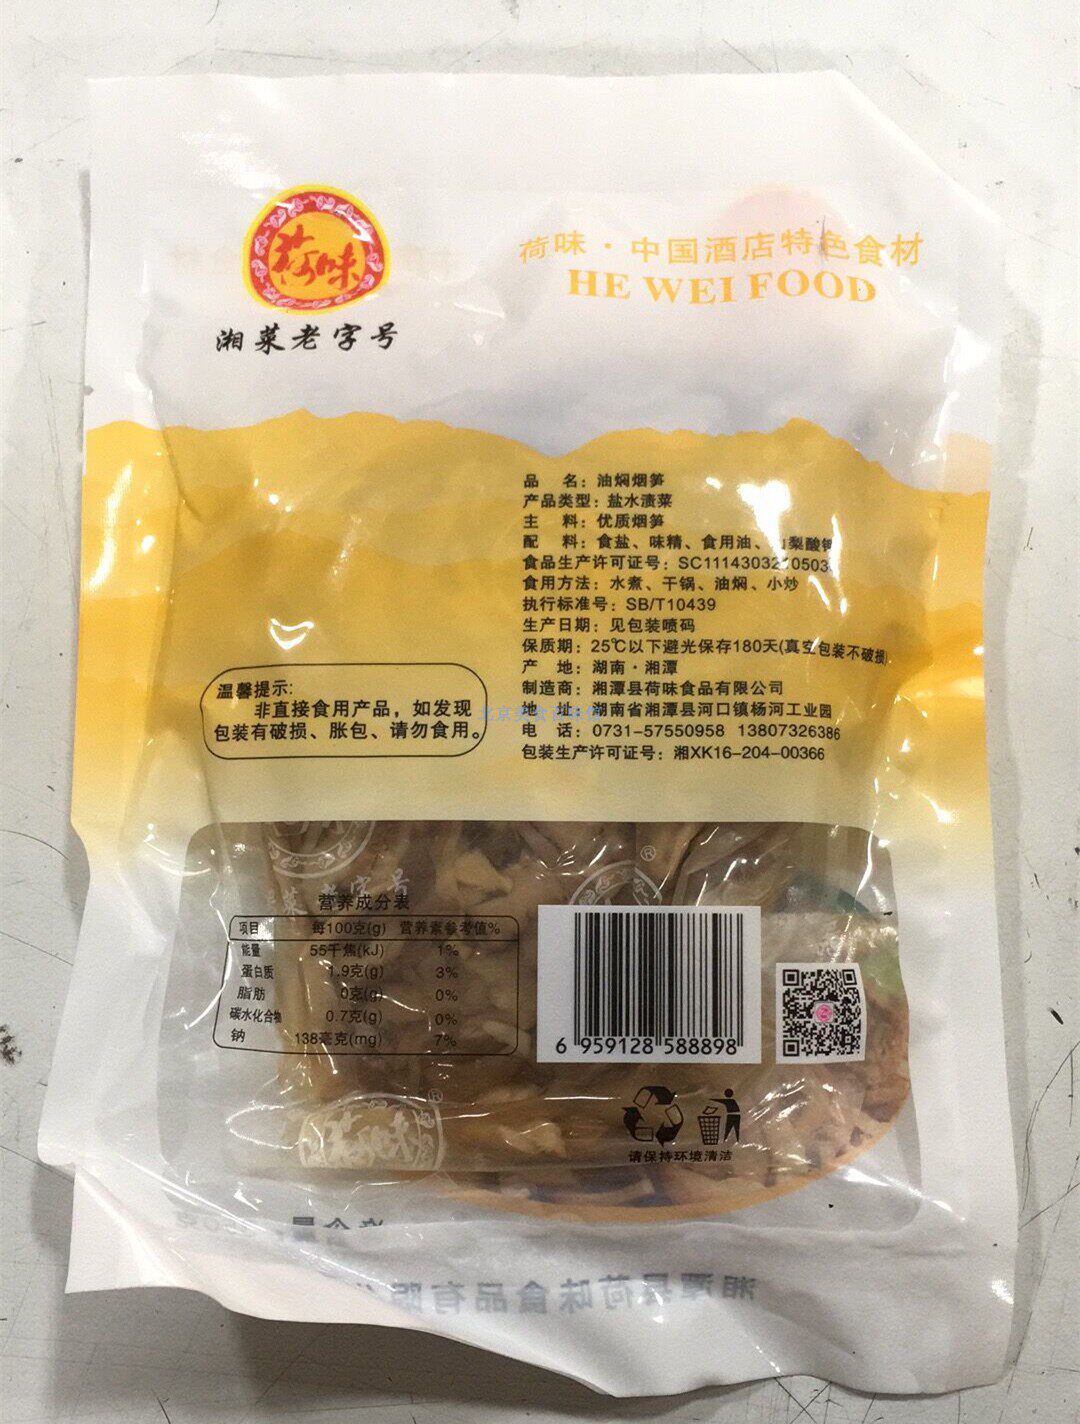 荷味
湘菜老字号
荷味·中国酒店特色食材
HE WEI FOOD
品 名：油焖烟笋
产品类型：盐水渍菜
主 料：优质烟笋
配 料：食盐、味精、食用油、
食品生产许可证号：
食用方法：水煮、干锅、油焖、小炒
执行标准号：SB/T10439
生产日期：见包装喷码
保质期：25℃以下避光保存180天(真空包装不破损)
产 地：湖南·湘潭
制造商：湘潭县荷味食品有限公司
地 址：湖南省湘潭县河口镇杨河工业园
电 话：0731-57550958 13807326386
包装生产许可证号：湘XK16-204-00366
温馨提示:
非直接食用产品，如发现
包装有破损、胀包、请勿食用。
营养成分表
项目 每100克(g) 营养素参考值%
能量 55千焦(kJ) 1%
蛋白质 1.9克(g) 3%
脂肪 0克(g) 0%
碳水化合物 0.7克(g) 0%
钠 138毫克(mg) 7%
6 959128 588898
荷味
®
请保持环境清洁
湘潭县荷味食品有限